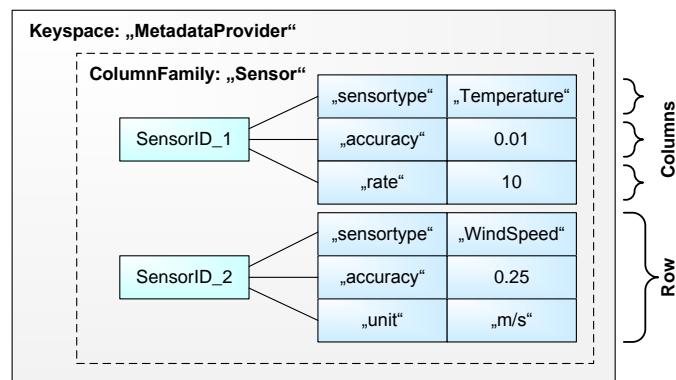 Keyspace: „MetadataProvider“
ColumnFamily: „Sensor“
„sensortype“ „Temperature“
SensorID_1 „accuracy“ 0.01
„rate“ 10
Columns
„sensortype“ „WindSpeed“
SensorID_2 „accuracy“ 0.25
„unit“ „m/s“
Row